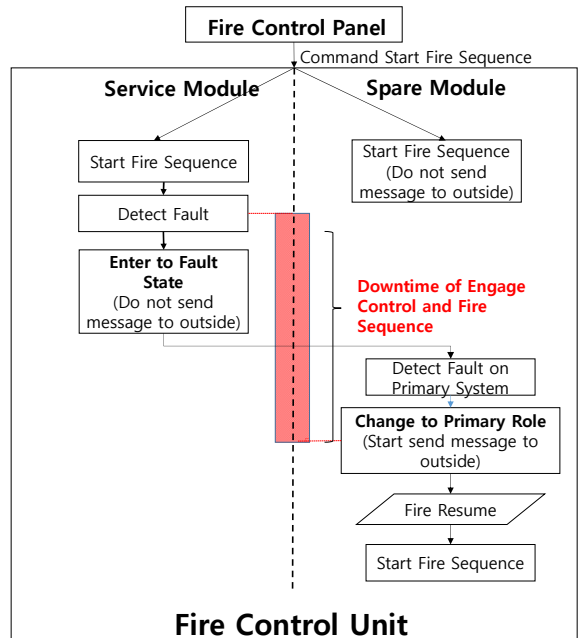 Fire Control Panel
Command Start Fire Sequence
Service Module
Spare Module
Start Fire Sequence
Start Fire Sequence
(Do not send
message to outside)
Detect Fault
Enter to Fault
State
(Do not send
message to outside)
Downtime of Engage
Control and Fire
Sequence
Detect Fault on
Primary System
Change to Primary Role
(Start send message to
outside)
Fire Resume
Start Fire Sequence
Fire Control Unit